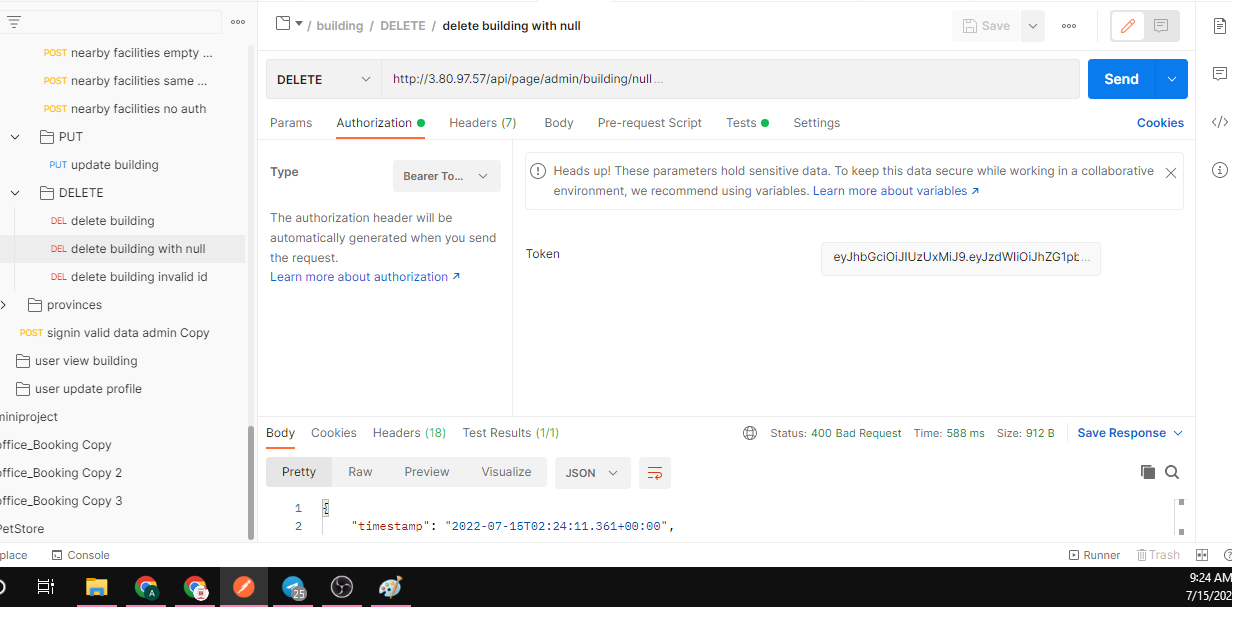 / building / DELETE / delete building with null
Save
POST nearby facilities empty ...
POST nearby facilities same ...
POST nearby facilities no auth
PUT
PUT update building
DELETE
DEL delete building
DEL delete building with null
DEL delete building invalid id
provinces
POST signin valid data admin Copy
user view building
user update profile
miniproject
office_Booking Copy
office_Booking Copy 2
office_Booking Copy 3
PetStore
DELETE
http://3.80.97.57/api/page/admin/building/null...
Send
Params Authorization Headers (7) Body Pre-request Script Tests Settings Cookies
Type
Bearer To...
The authorization header will be
automatically generated when you send
the request.
Learn more about authorization ↗
Heads up! These parameters hold sensitive data. To keep this data secure while working in a collaborative
environment, we recommend using variables. Learn more about variables ↗
Token
eyJhbGciOiJIUzUxMiJ9.eyJzdWIiOiJhZG1pb...
Body Cookies Headers (18) Test Results (1/1)
Status: 400 Bad Request Time: 588 ms Size: 912 B Save Response
Pretty Raw Preview Visualize JSON
1 {
2 "timestamp": "2022-07-15T02:24:11.361+00:00",
place Console Runner Trash
A
25
9:24 AM
7/15/202